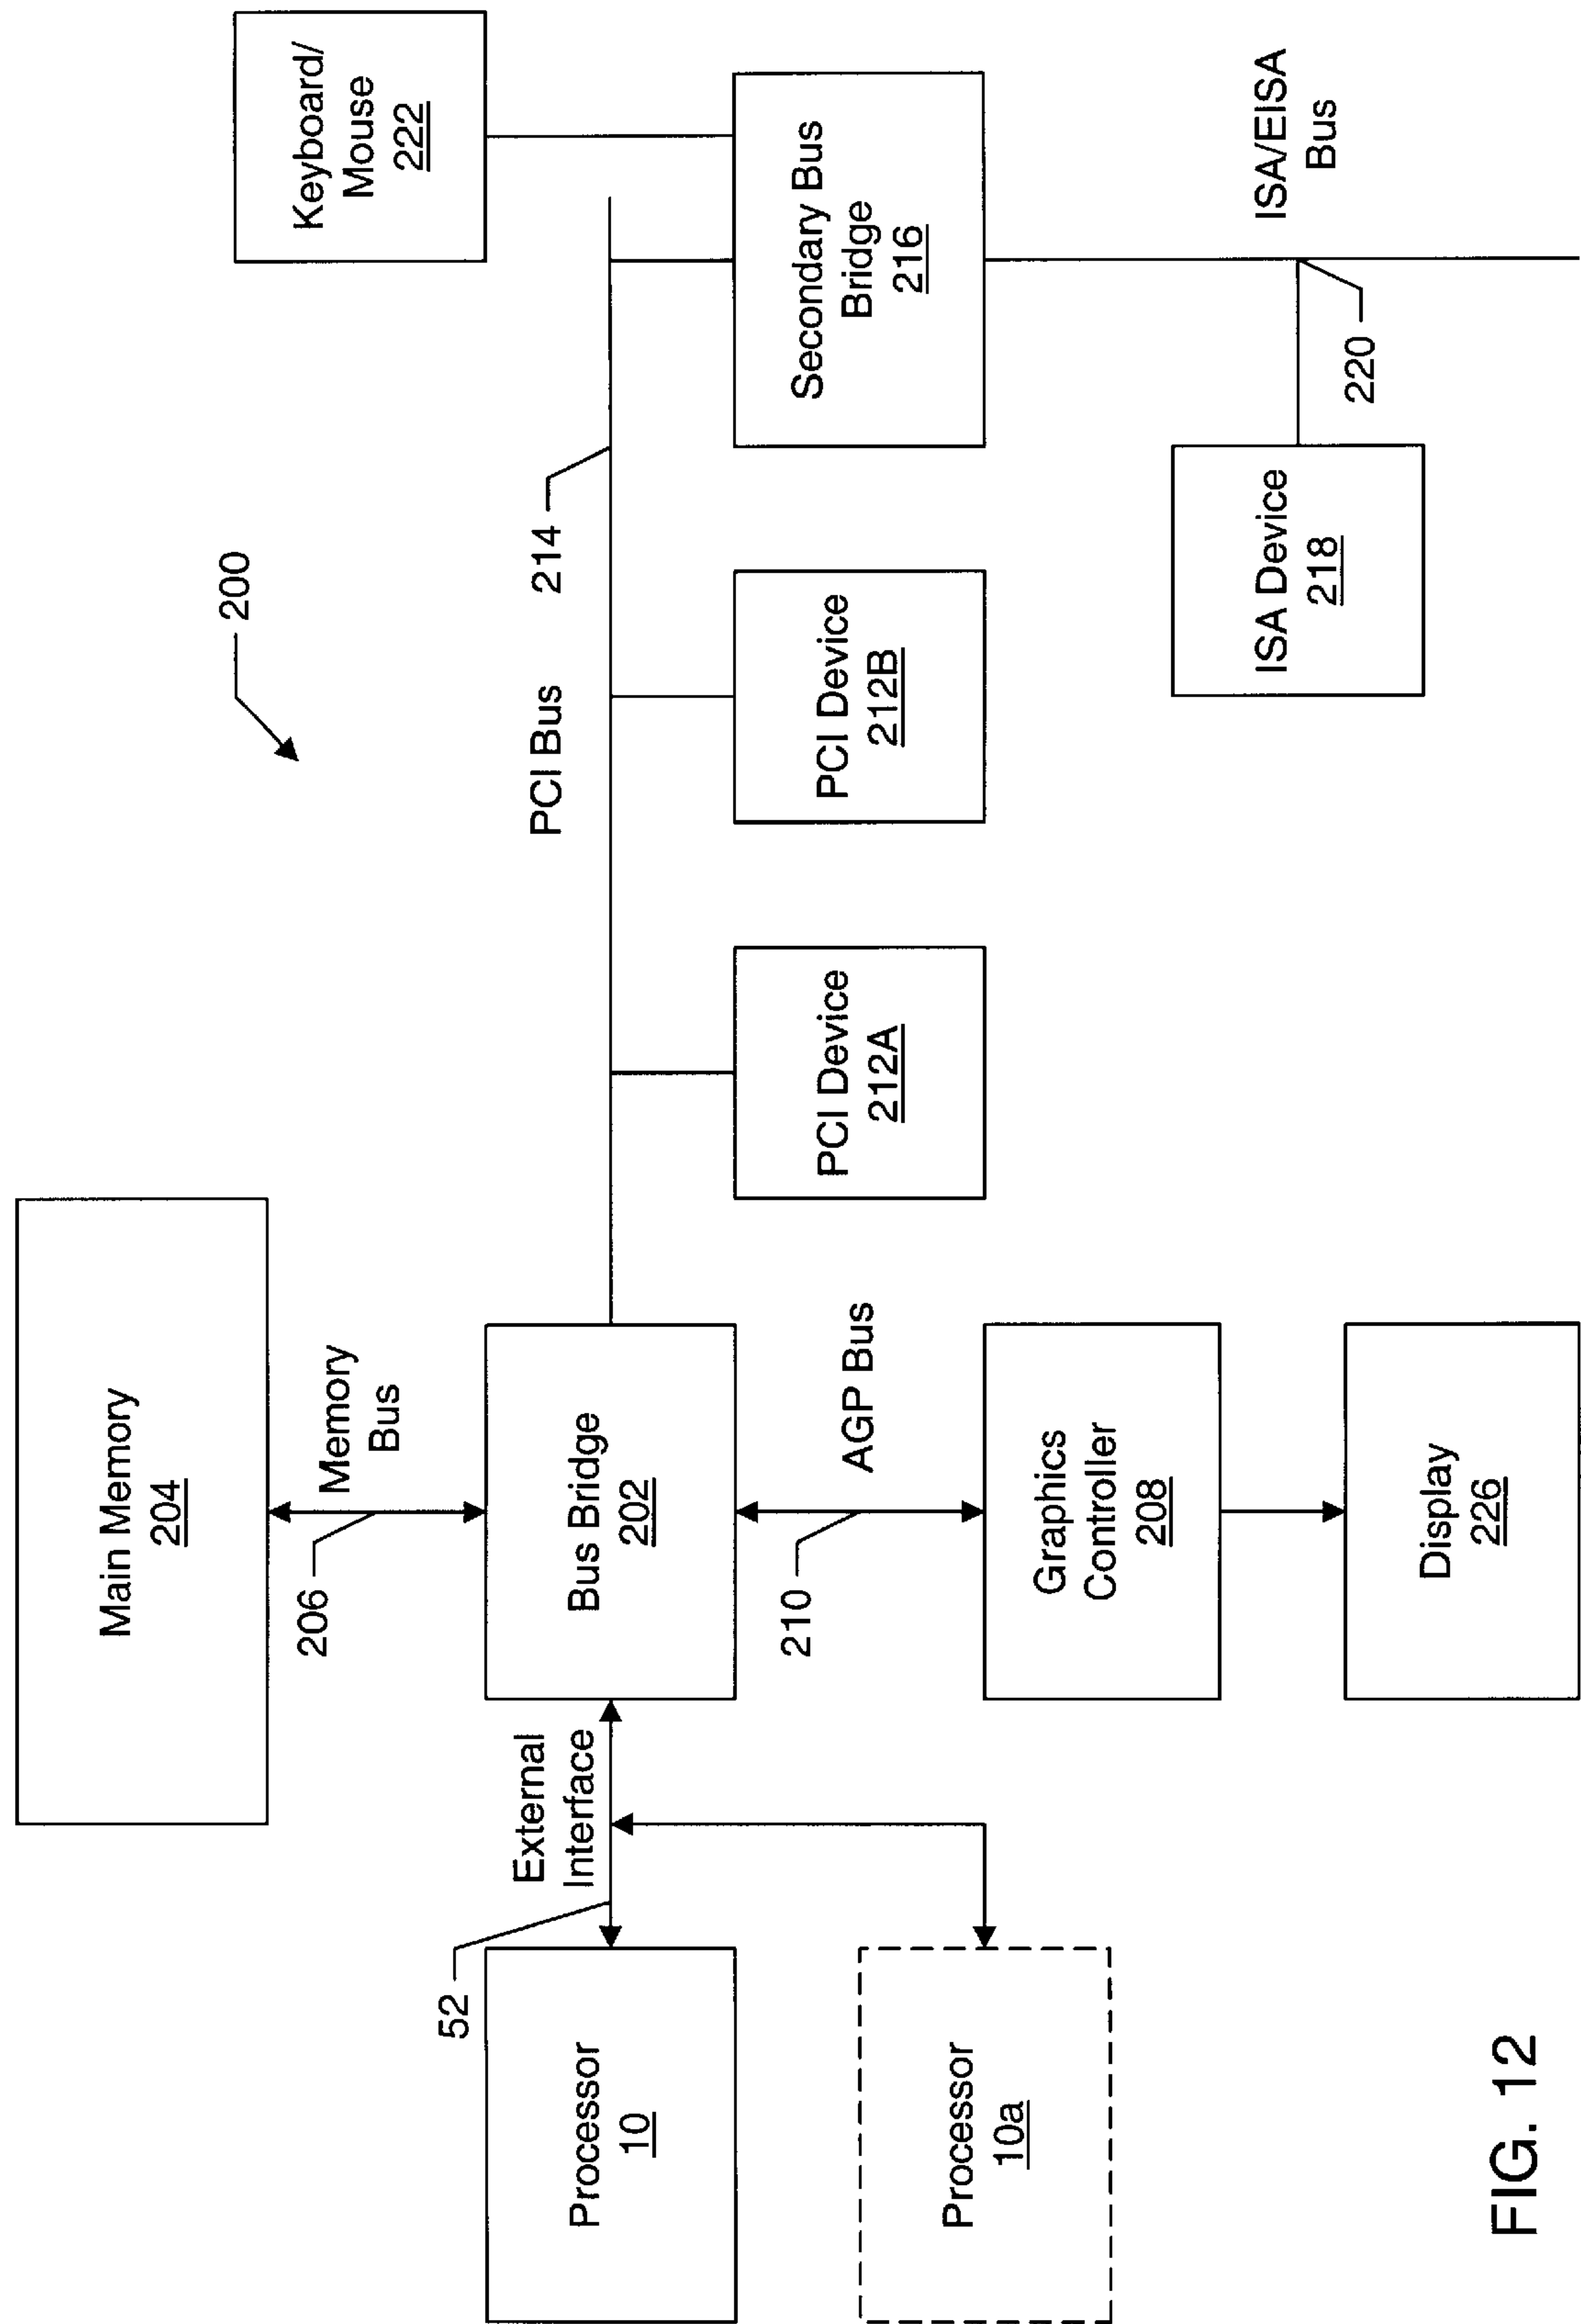 Main Memory
204
Keyboard/
Mouse
222
200
206
Memory
Bus
52
External
Interface
PCI Bus
214
Processor
10
Bus Bridge
202
210
AGP Bus
PCI Device
212A
PCI Device
212B
Secondary Bus
Bridge
216
Processor
10a
Graphics
Controller
208
ISA Device
218
ISA/EISA
Bus
220
Display
226
FIG. 12